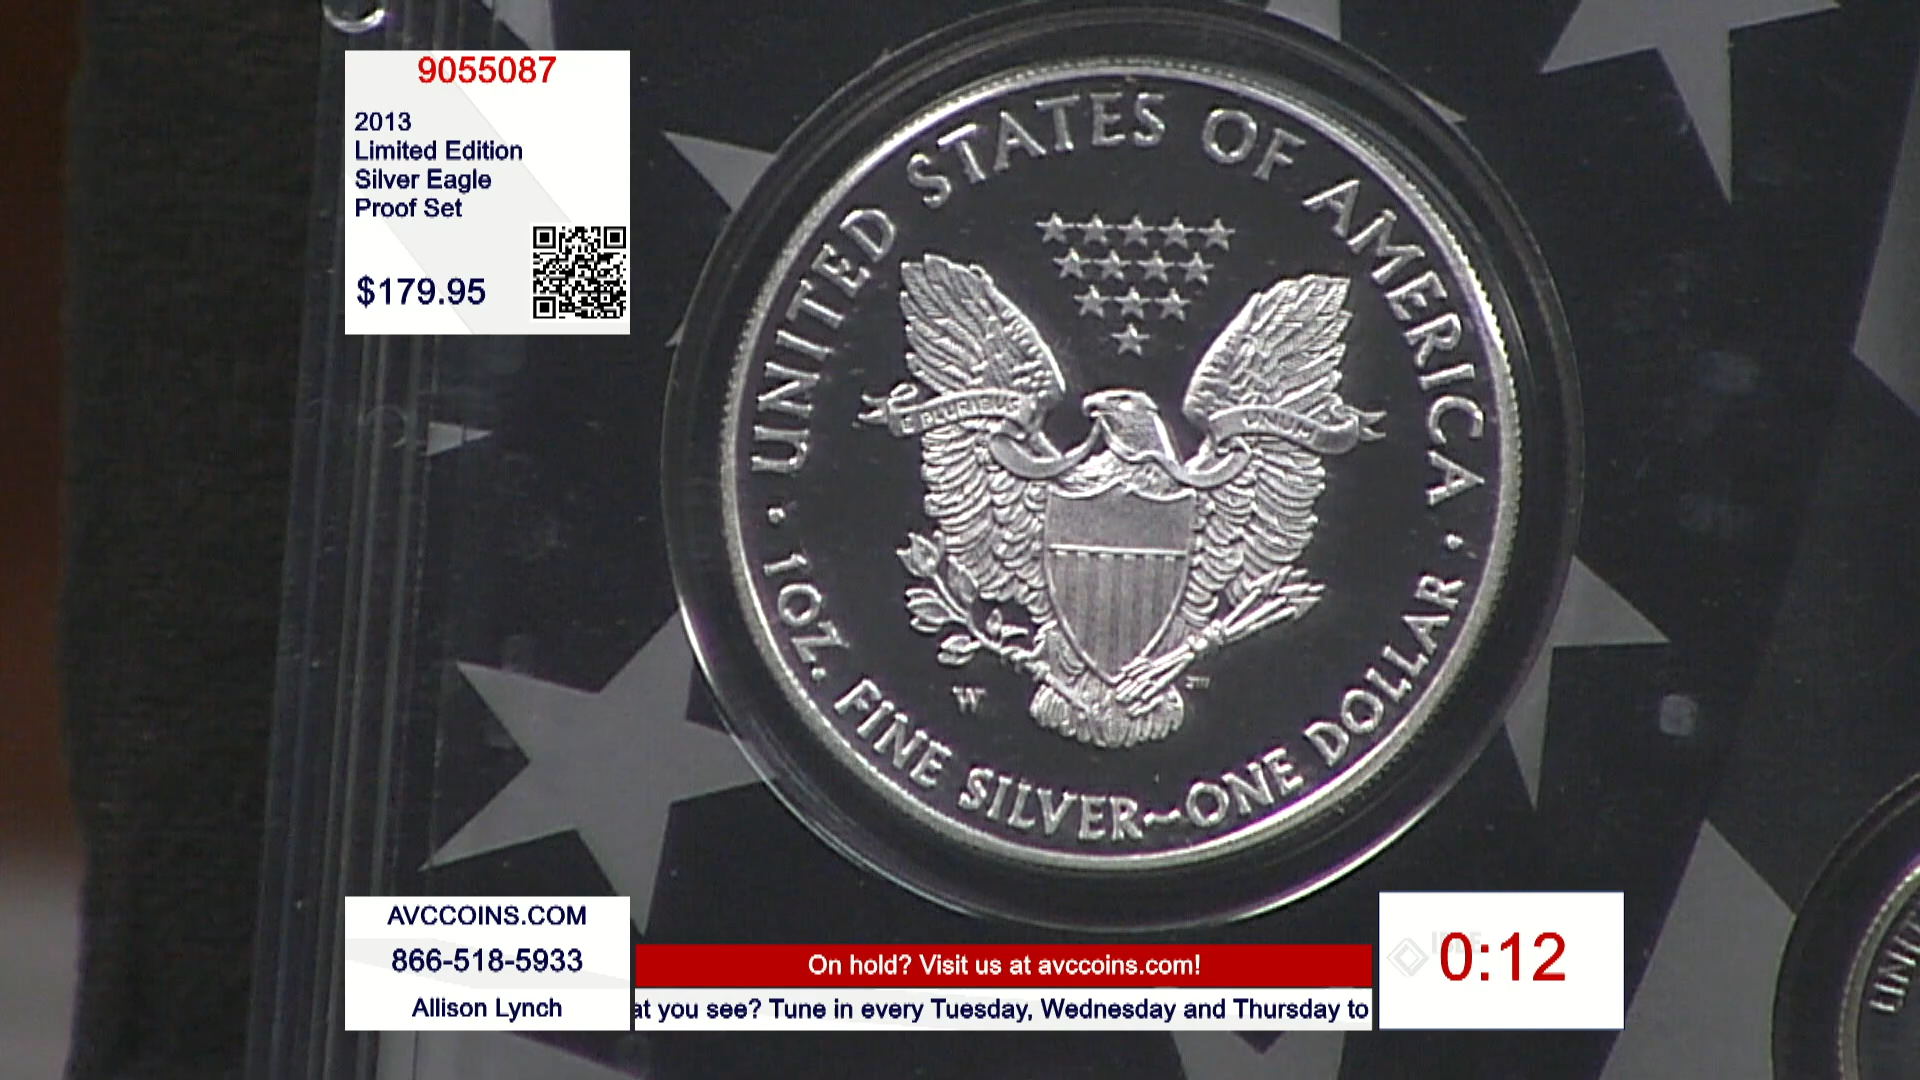 9055087
2013
Limited Edition
Silver Eagle
Proof Set
$179.95
UNITED STATES OF AMERICA
E PLURIBUS
UNUM
W
1 OZ. FINE SILVER~ONE DOLLAR
AVCCOINS.COM
866-518-5933
Allison Lynch
On hold? Visit us at avccoins.com!
at you see? Tune in every Tuesday, Wednesday and Thursday to
0:12